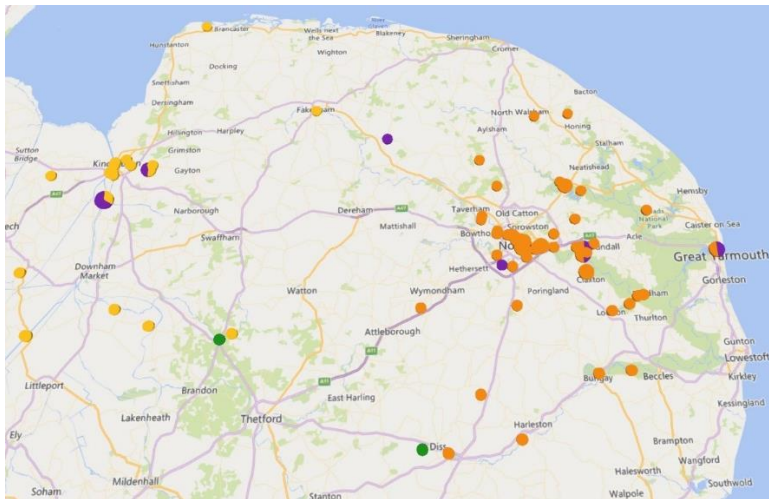 Brancaster
Wells next
the Sea
Blakeney
Sheringham
Hunstanton
Wighton
Cromer
Docking
Snettisham
Dersingham
Bacton
North Walsham
Hillington
Harpley
Aylsham
Honing
Sutton
Bridge
Grimston
Stalham
Gayton
Neatishead
Hemsby
Narborough
Dereham
Taverham
Old Catton
Mattishall
Sprowston
Acle
National
Park
Caister on Sea
Swaffham
Great Yarmouth
Downham
Market
Hethersett
Gorleston
Watton
Wymondham
Poringland
Claxton
Thurlton
Attleborough
Gunton
Lowestoft
Littleport
Brandon
East Harling
Bungay
Beccles
Kirkley
Kessingland
Lakenheath
Thetford
Harleston
Ely
Diss
Brampton
Mildenhall
Wangford
Halesworth
Soham
Stanton
Southwold
Walpole